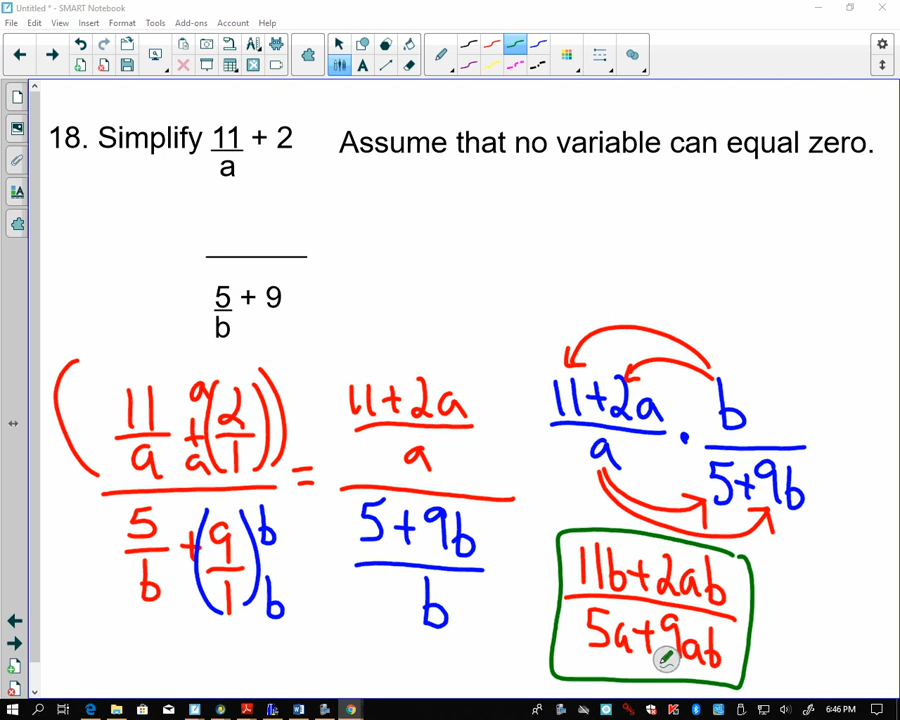 Untitled * - SMART Notebook
File Edit View Insert Format Tools Add-ons Account Help
18. Simplify 11 + 2 Assume that no variable can equal zero.
a
5 + 9
b
11/a + a/a (2/1) = 11+2a
a
5/b + (9/1) b/b
5+9b
b
11+2a/a · b/5+9b
11b+2ab
5a+9ab
6:46 PM